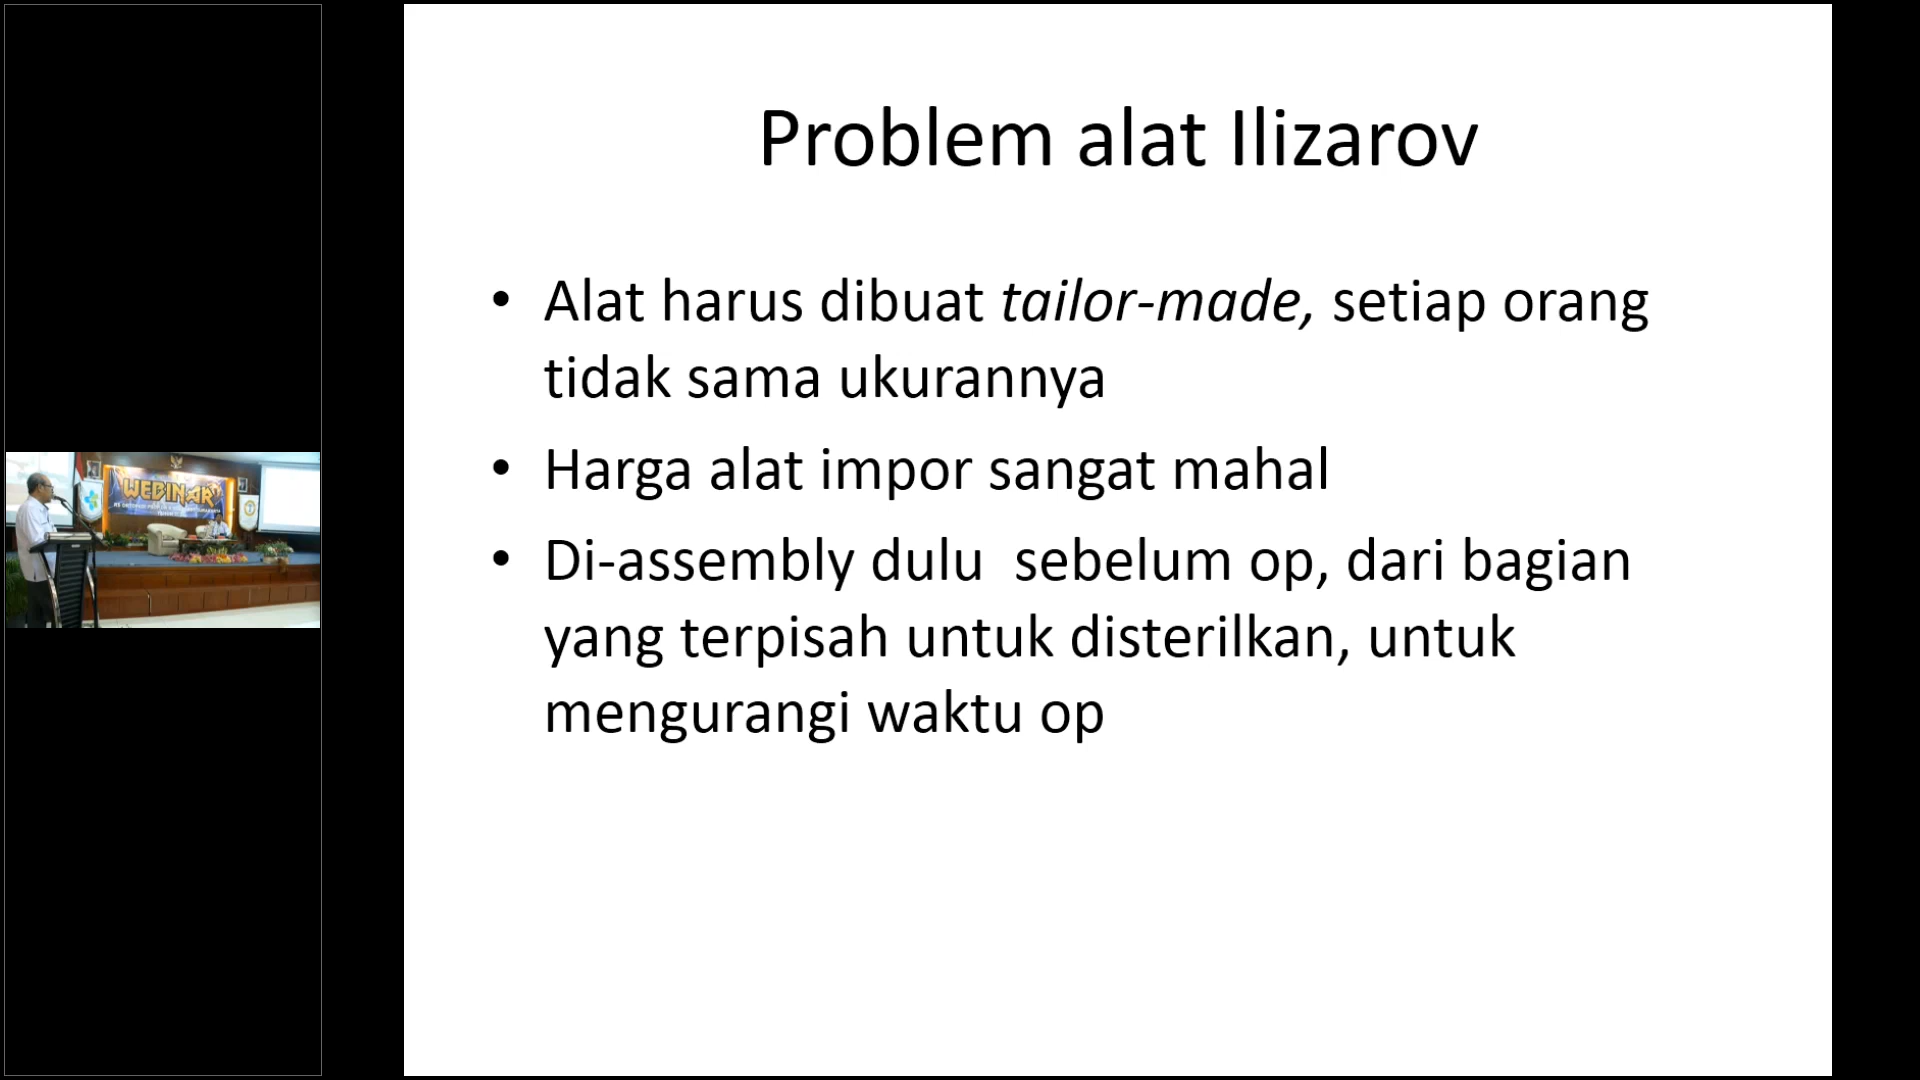 Problem alat Ilizarov
• Alat harus dibuat tailor-made, setiap orang
tidak sama ukurannya
• Harga alat impor sangat mahal
• Di-assembly dulu  sebelum op, dari bagian
yang terpisah untuk disterilkan, untuk
mengurangi waktu op
WEBINAR